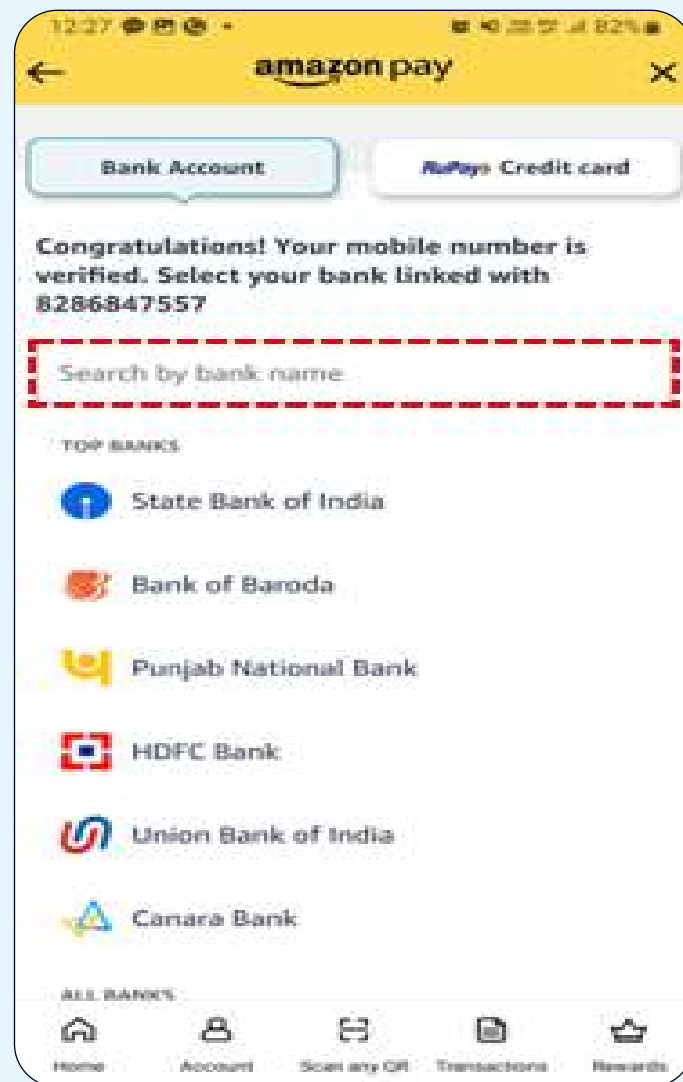 12:27
82%
amazon pay
Bank Account
RuPay Credit card
Congratulations! Your mobile number is
verified. Select your bank linked with
8286847557
Search by bank name
TOP BANKS
State Bank of India
Bank of Baroda
Punjab National Bank
HDFC Bank
Union Bank of India
Canara Bank
ALL BANKS
Home Account Scan any QR Transactions Rewards